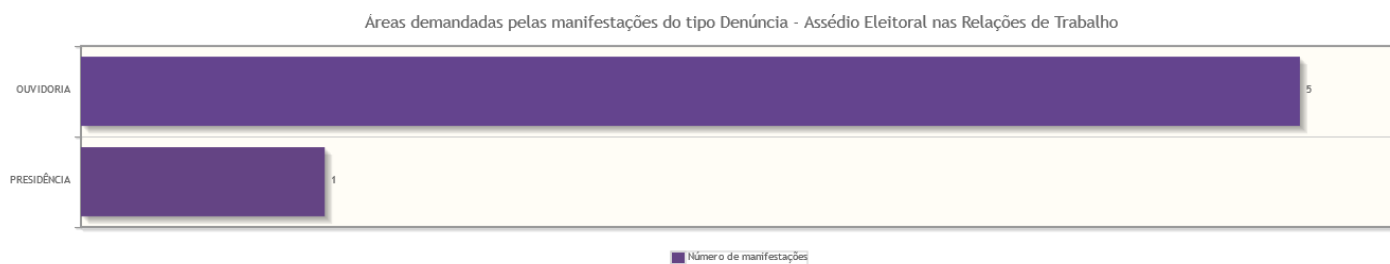 Áreas demandadas pelas manifestações do tipo Denúncia - Assédio Eleitoral nas Relações de Trabalho
OUVIDORIA
5
PRESIDÊNCIA
1
Número de manifestações